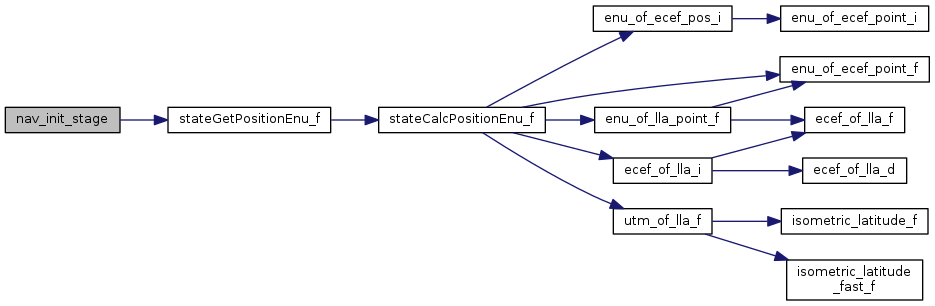 nav_init_stage
stateGetPositionEnu_f
stateCalcPositionEnu_f
enu_of_ecef_pos_i
enu_of_ecef_point_i
enu_of_ecef_point_f
enu_of_lla_point_f
ecef_of_lla_f
ecef_of_lla_i
ecef_of_lla_d
utm_of_lla_f
isometric_latitude_f
isometric_latitude
_fast_f